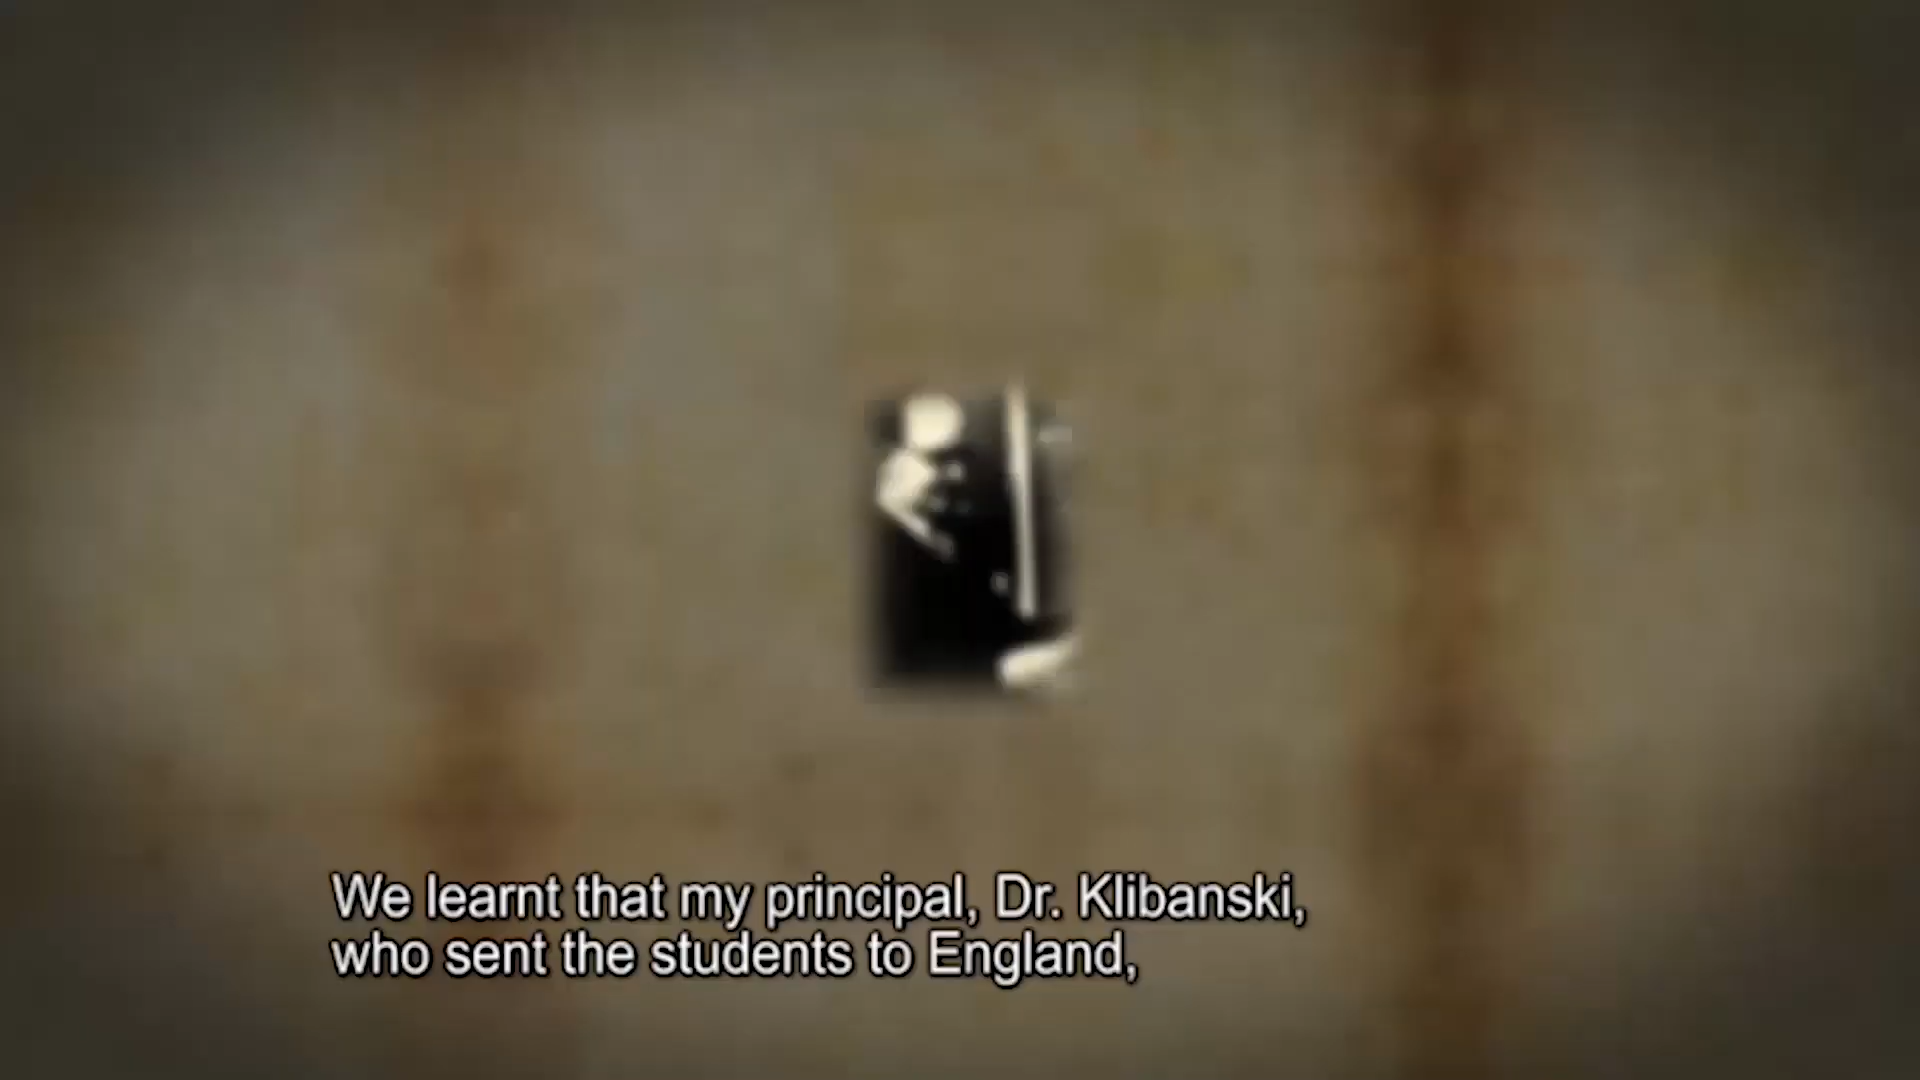 We learnt that my principal, Dr. Klibanski,
who sent the students to England,